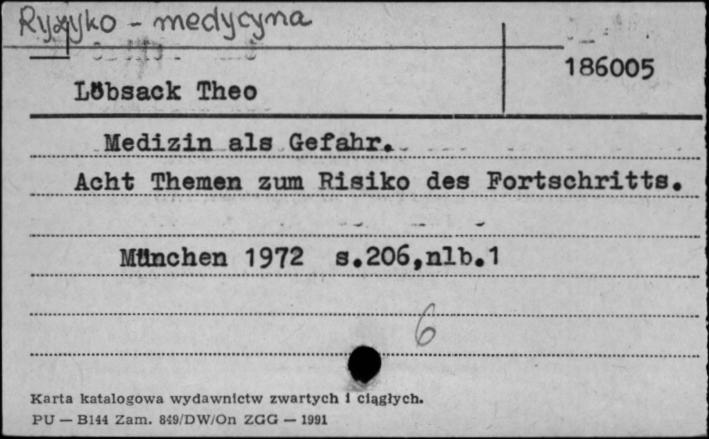 Ryzyko - medycyna
186005
Löbsack Theo
Medizin als Gefahr.
Acht Themen zum Risiko des Fortschritts.
München 1972 s.206,nlb.1
6
Karta katalogowa wydawnictw zwartych i ciągłych.
PU — B144 Zam. 849/DW/On ZGG — 1991